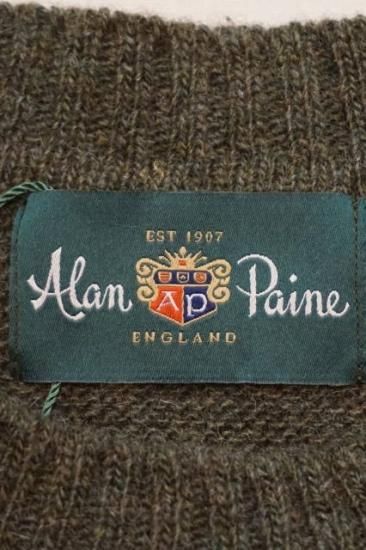 EST 1907
Alan AP Paine
ENGLAND